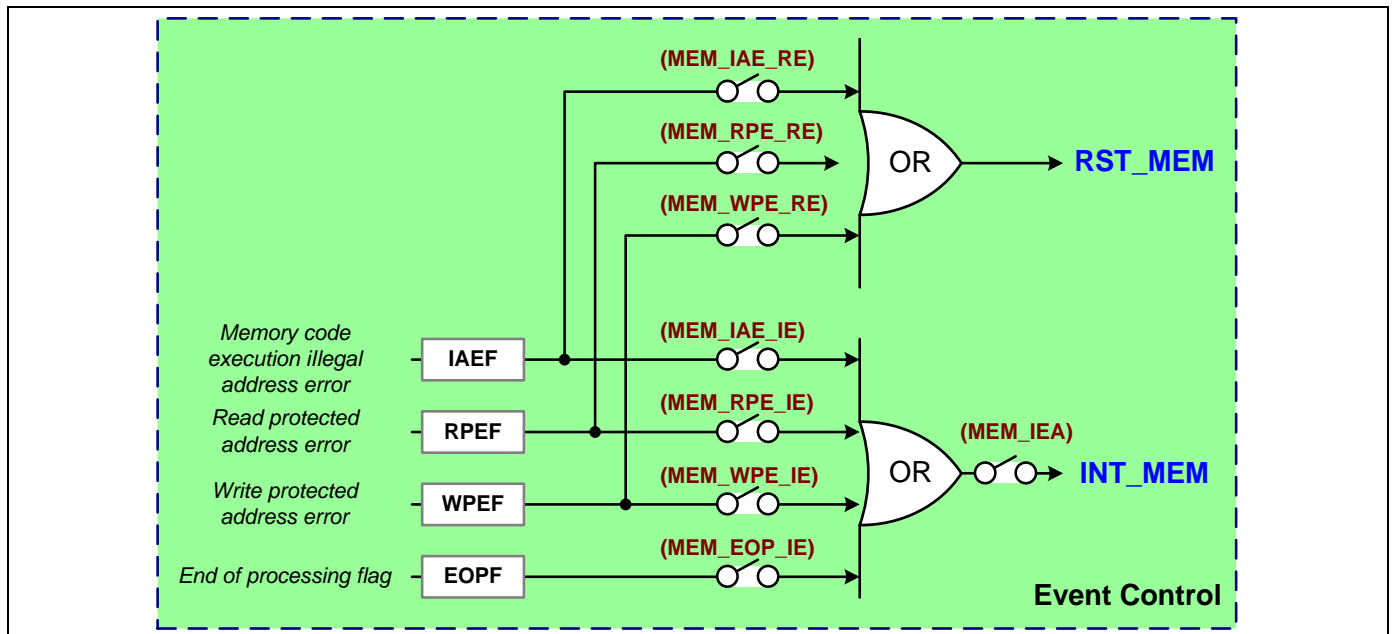 (MEM_IAE_RE)
(MEM_RPE_RE)
OR
RST_MEM
(MEM_WPE_RE)
Memory code
execution illegal
address error
IAEF
(MEM_IAE_IE)
Read protected
address error
RPEF
(MEM_RPE_IE)
(MEM_IEA)
OR
INT_MEM
Write protected
address error
WPEF
(MEM_WPE_IE)
End of processing flag
EOPF
(MEM_EOP_IE)
Event Control